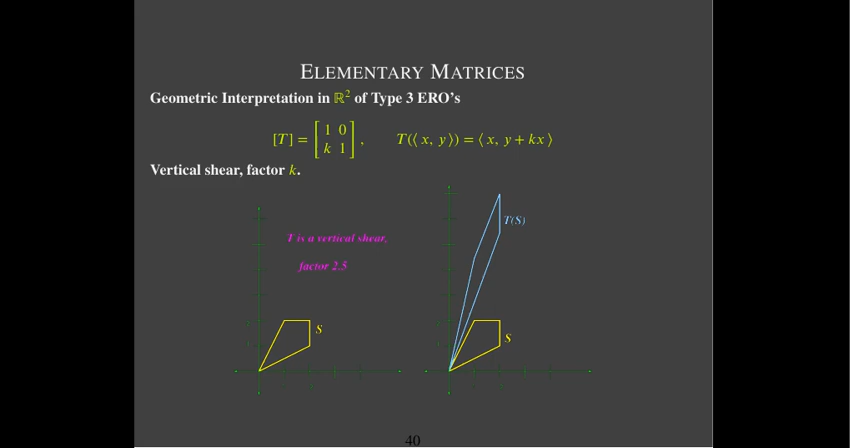 ELEMENTARY MATRICES
Geometric Interpretation in ℝ² of Type 3 ERO's
[T] = [ 1 0 ; k 1 ] ,   T(⟨ x, y ⟩) = ⟨ x, y + kx ⟩
Vertical shear, factor k.
T is a vertical shear,
factor 2.5
S
T(S)
S
40